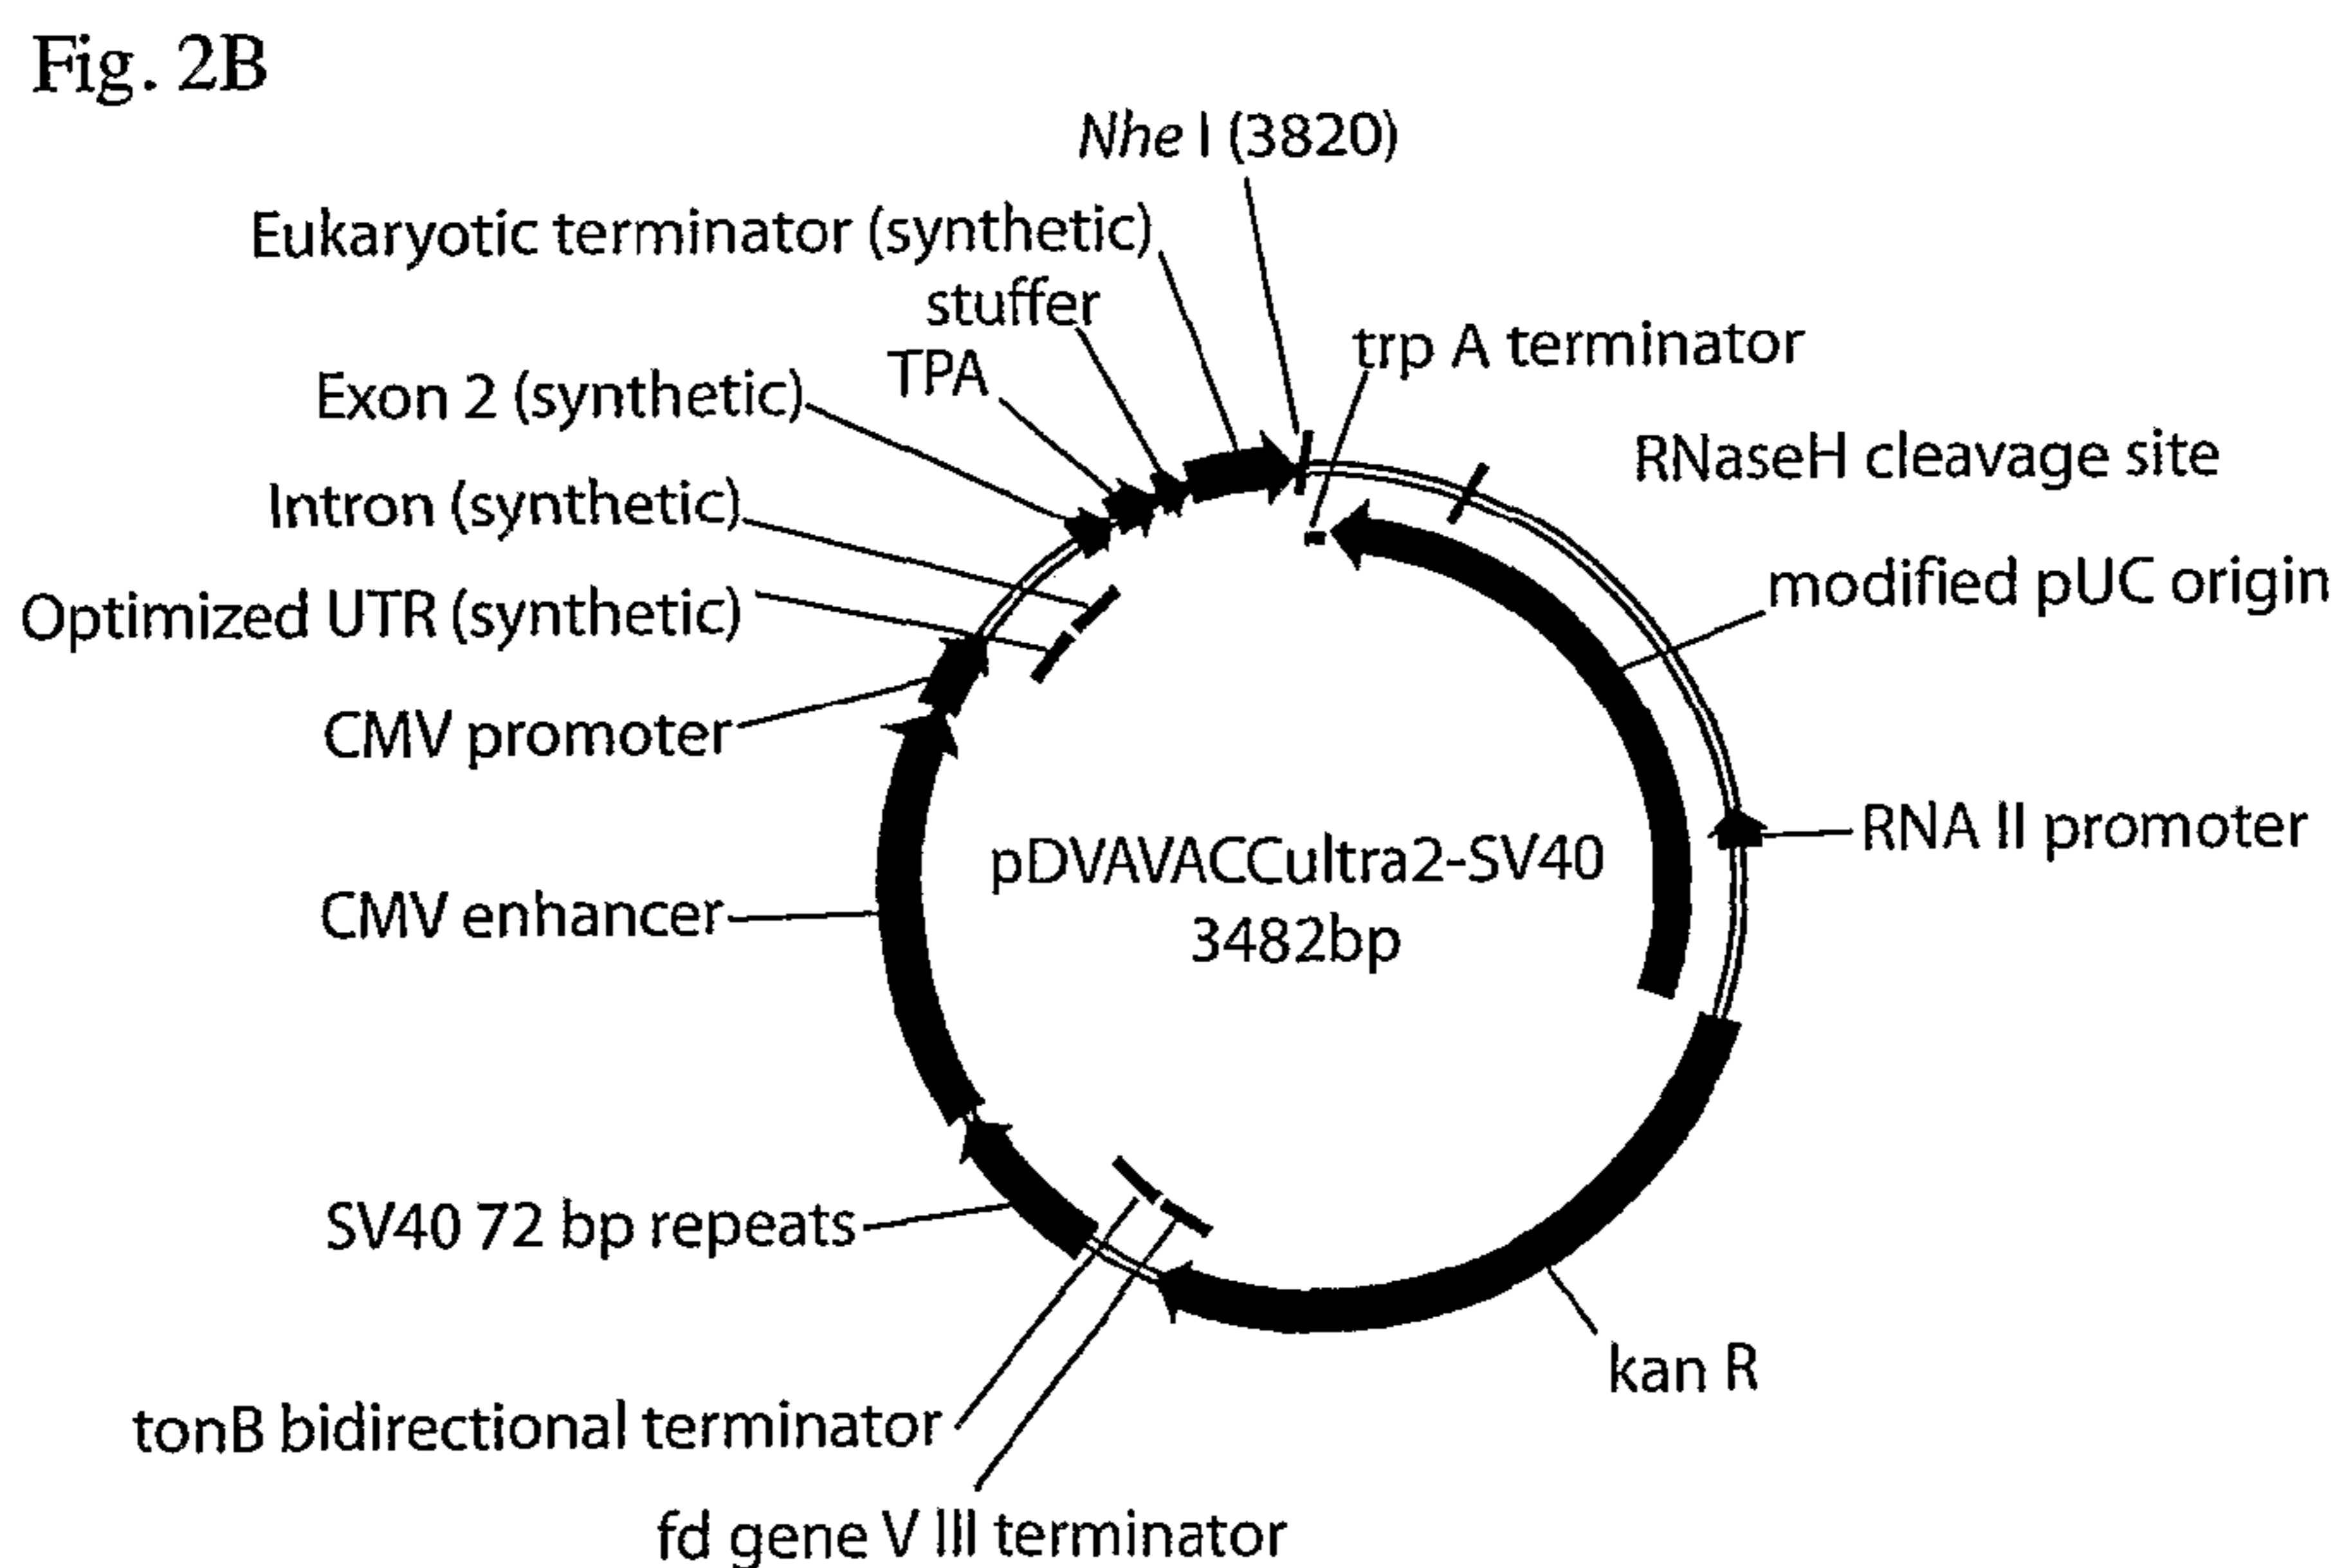 Fig. 2B
Nhe I (3820)
Eukaryotic terminator (synthetic)
stuffer
trp A terminator
TPA
Exon 2 (synthetic)
RNaseH cleavage site
Intron (synthetic)
modified pUC origin
Optimized UTR (synthetic)
CMV promoter
RNA II promoter
pDVAVACCultra2-SV40
3482bp
CMV enhancer
SV40 72 bp repeats
kan R
tonB bidirectional terminator
fd gene V III terminator